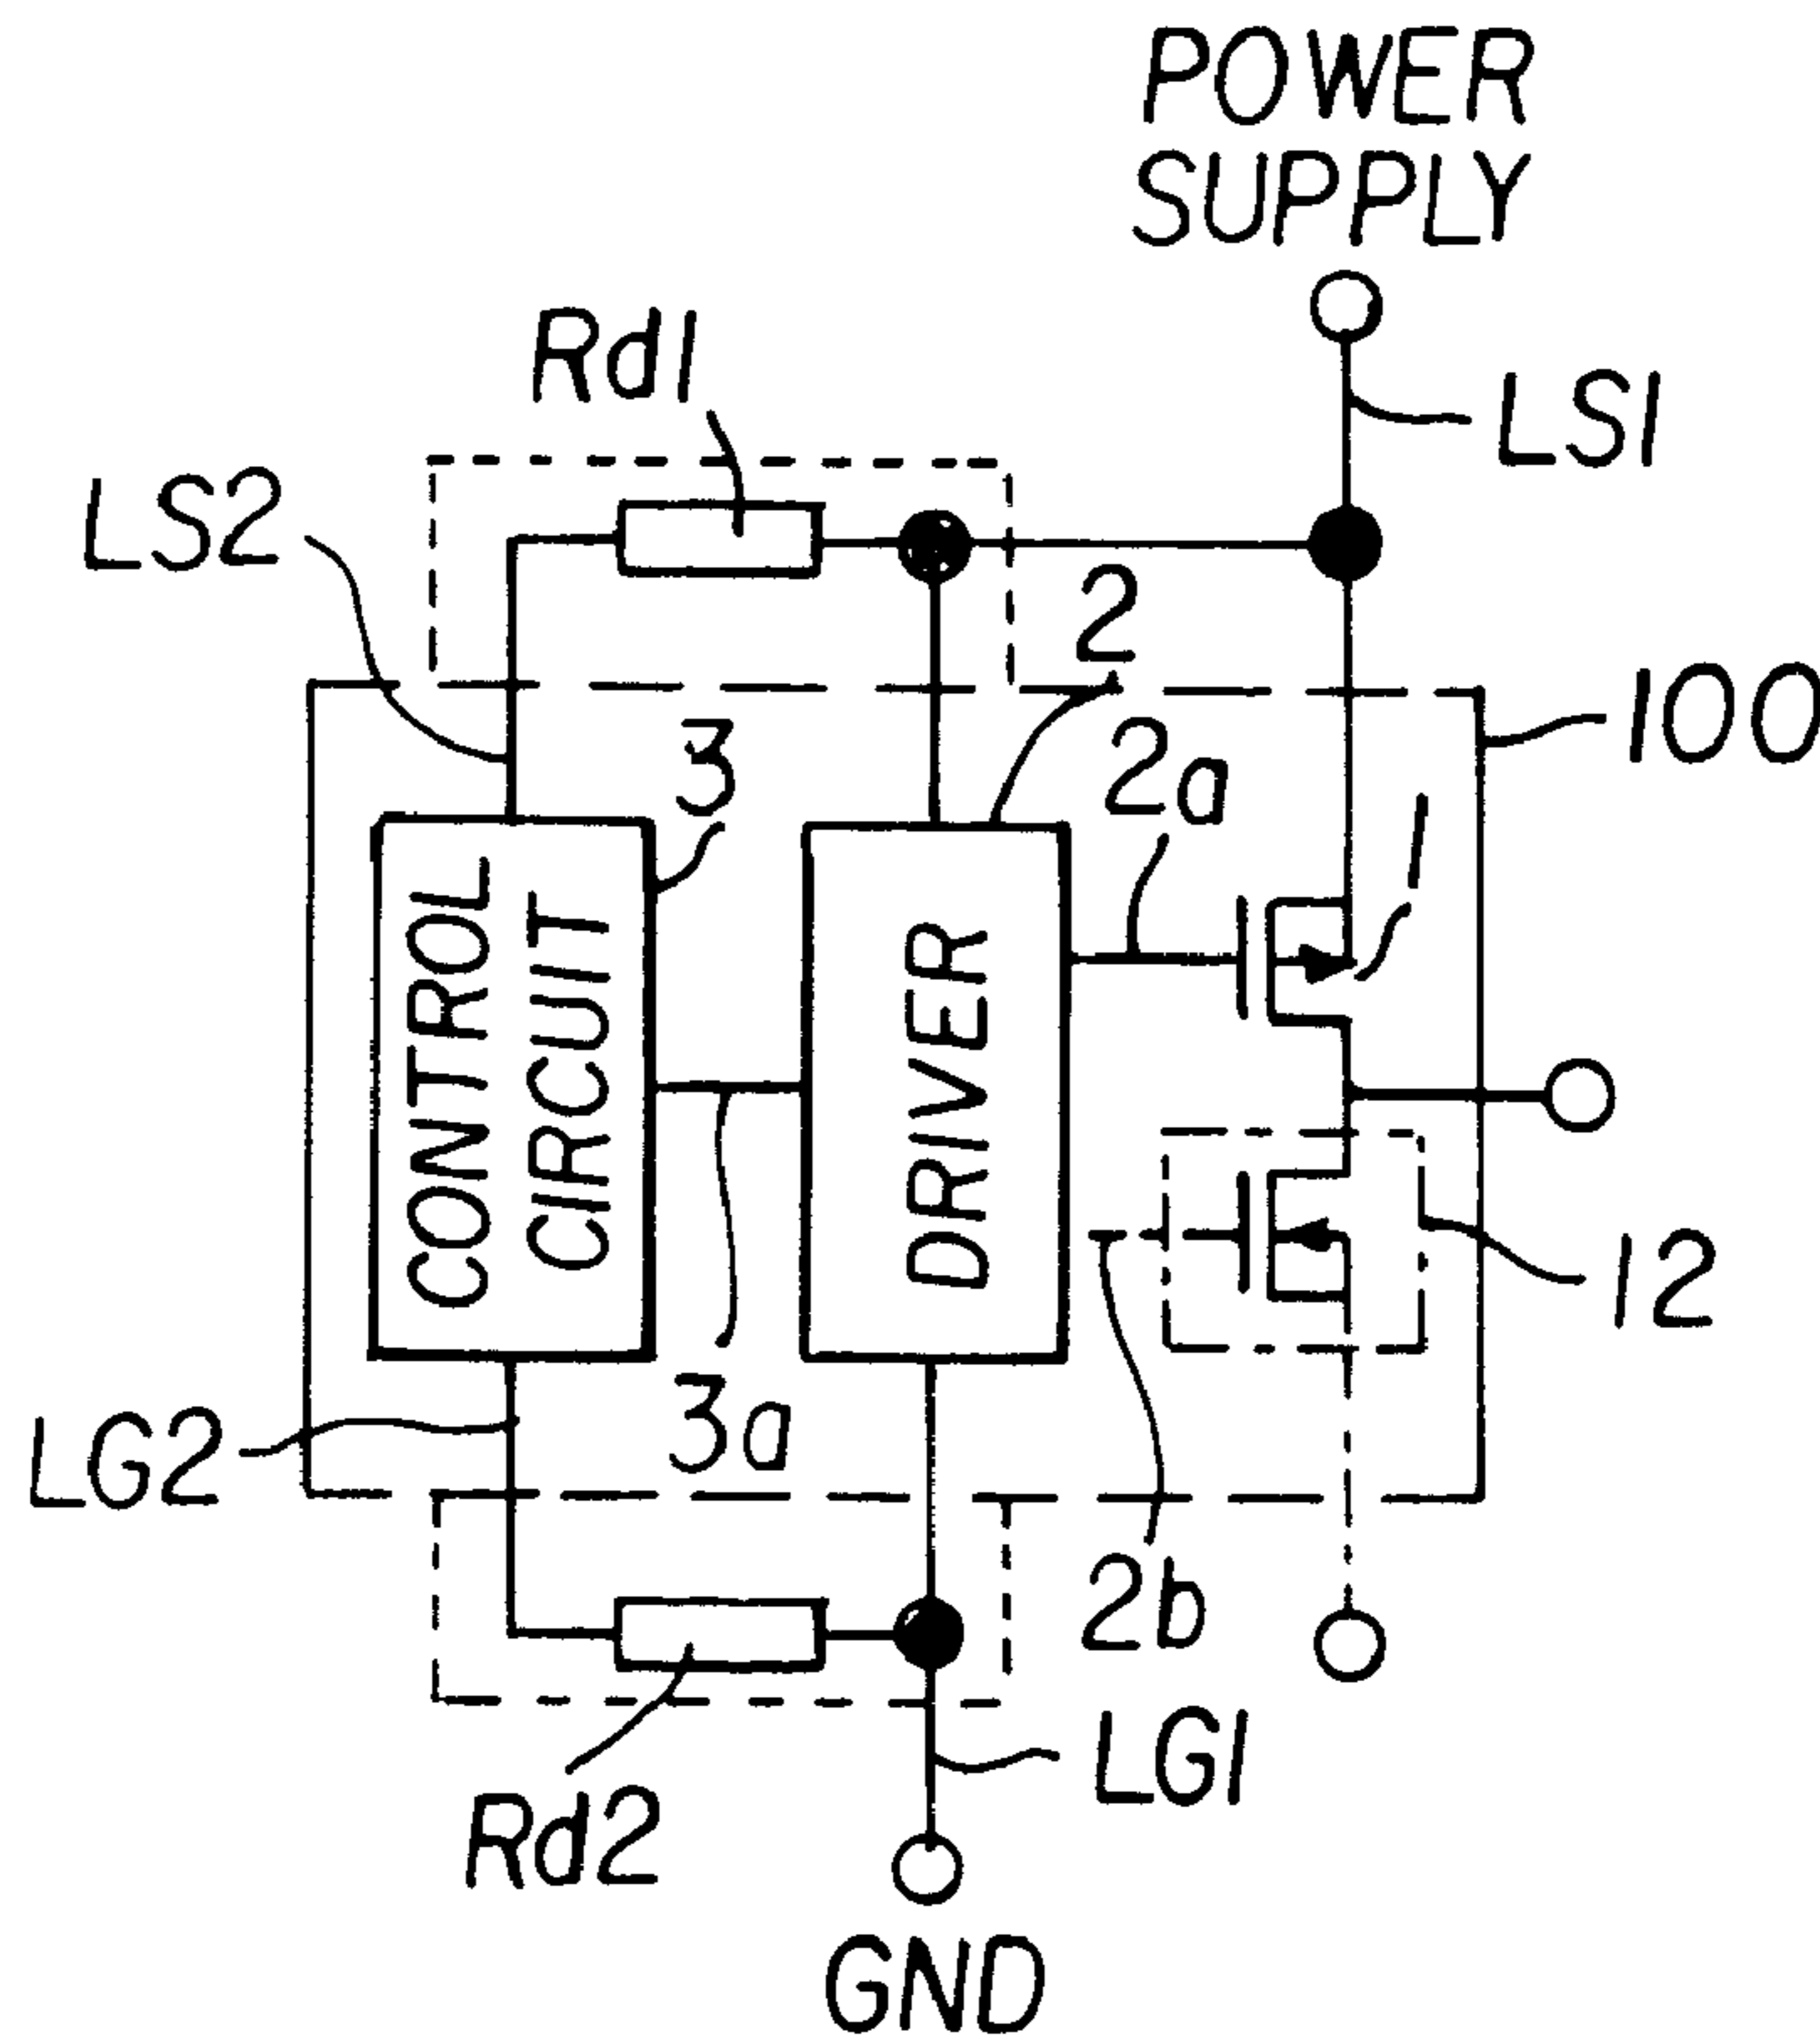 POWER
SUPPLY
Rd1
LS1
LS2
2
100
3
2a
1
CONTROL
CIRCUIT
DRIVER
12
3a
LG2
2b
LG1
Rd2
GND